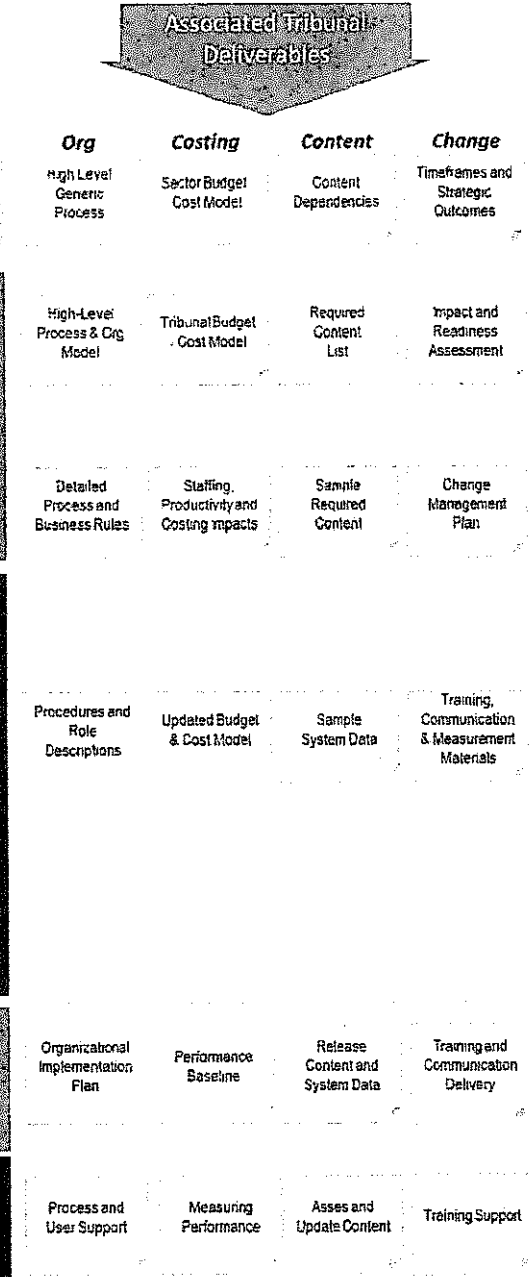 Associated Tribunal
Deliverables
Org
Costing
Content
Change
High Level
Generic
Process
Sector Budget
Cost Model
Content
Dependencies
Timeframes and
Strategic
Outcomes
High-Level
Process & Org
Model
Tribunal Budget
Cost Model
Required
Content
List
Impact and
Readiness
Assessment
Detailed
Process and
Business Rules
Staffing,
Productivity and
Costing Impacts
Sample
Required
Content
Change
Management
Plan
Procedures and
Role
Descriptions
Updated Budget
& Cost Model
Sample
System Data
Training,
Communication
& Measurement
Materials
Organizational
Implementation
Plan
Performance
Baseline
Release
Content and
System Data
Training and
Communication
Delivery
Process and
User Support
Measuring
Performance
Asses and
Update Content
Training Support